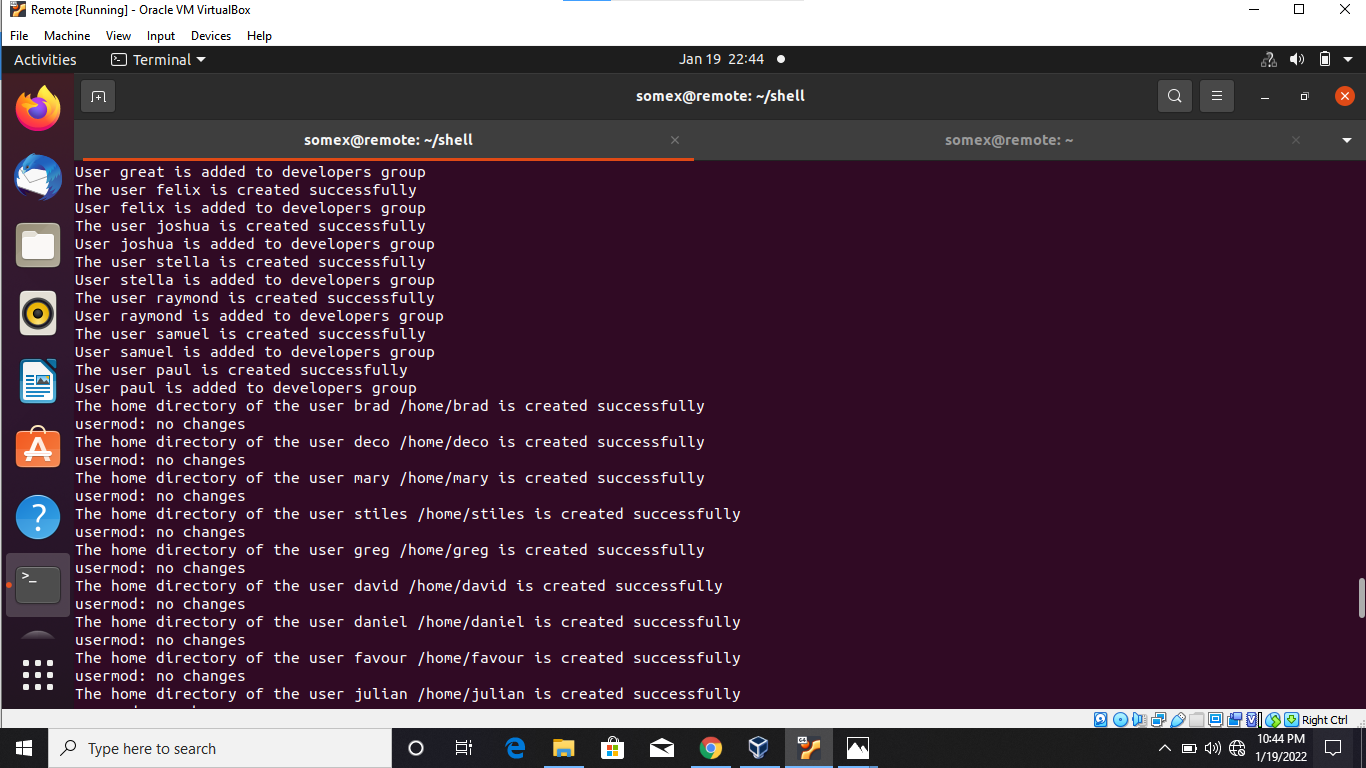 Remote [Running] - Oracle VM VirtualBox
File Machine View Input Devices Help
Activities Terminal Jan 19 22:44
somex@remote: ~/shell
somex@remote: ~/shell somex@remote: ~
User great is added to developers group
The user felix is created successfully
User felix is added to developers group
The user joshua is created successfully
User joshua is added to developers group
The user stella is created successfully
User stella is added to developers group
The user raymond is created successfully
User raymond is added to developers group
The user samuel is created successfully
User samuel is added to developers group
The user paul is created successfully
User paul is added to developers group
The home directory of the user brad /home/brad is created successfully
usermod: no changes
The home directory of the user deco /home/deco is created successfully
usermod: no changes
The home directory of the user mary /home/mary is created successfully
usermod: no changes
The home directory of the user stiles /home/stiles is created successfully
usermod: no changes
The home directory of the user greg /home/greg is created successfully
usermod: no changes
The home directory of the user david /home/david is created successfully
usermod: no changes
The home directory of the user daniel /home/daniel is created successfully
usermod: no changes
The home directory of the user favour /home/favour is created successfully
usermod: no changes
The home directory of the user julian /home/julian is created successfully
Right Ctrl
Type here to search
10:44 PM
1/19/2022